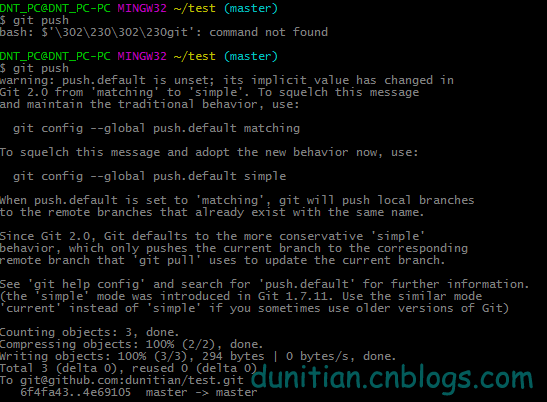 DNT_PC@DNT_PC-PC MINGW32 ~/test (master)
$ git push
bash: $'\302\230\302\230git': command not found
DNT_PC@DNT_PC-PC MINGW32 ~/test (master)
$ git push
warning: push.default is unset; its implicit value has changed in
Git 2.0 from 'matching' to 'simple'. To squelch this message
and maintain the traditional behavior, use:
git config --global push.default matching
To squelch this message and adopt the new behavior now, use:
git config --global push.default simple
When push.default is set to 'matching', git will push local branches
to the remote branches that already exist with the same name.
Since Git 2.0, Git defaults to the more conservative 'simple'
behavior, which only pushes the current branch to the corresponding
remote branch that 'git pull' uses to update the current branch.
See 'git help config' and search for 'push.default' for further information.
(the 'simple' mode was introduced in Git 1.7.11. Use the similar mode
'current' instead of 'simple' if you sometimes use older versions of Git)
Counting objects: 3, done.
Compressing objects: 100% (2/2), done.
Writing objects: 100% (3/3), 294 bytes | 0 bytes/s, done.
Total 3 (delta 0), reused 0 (delta 0)
To git@github.com:dunitian/test.git
6f4fa43..4e69105  master -> master
dunitian.cnblogs.com